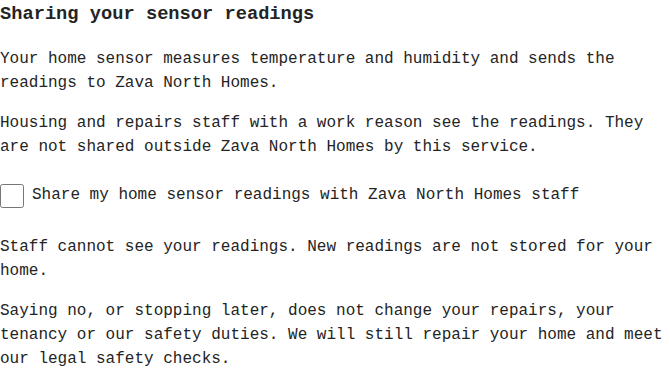 Sharing your sensor readings
Your home sensor measures temperature and humidity and sends the
readings to Zava North Homes.
Housing and repairs staff with a work reason see the readings. They
are not shared outside Zava North Homes by this service.
Share my home sensor readings with Zava North Homes staff
Staff cannot see your readings. New readings are not stored for your
home.
Saying no, or stopping later, does not change your repairs, your
tenancy or our safety duties. We will still repair your home and meet
our legal safety checks.